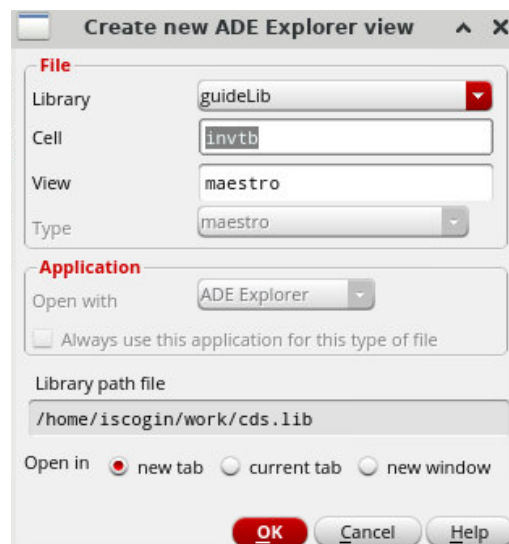 Create new ADE Explorer view
File
Library guideLib
Cell invtb
View maestro
Type maestro
Application
Open with ADE Explorer
Always use this application for this type of file
Library path file
/home/iscogin/work/cds.lib
Open in new tab current tab new window
OK Cancel Help